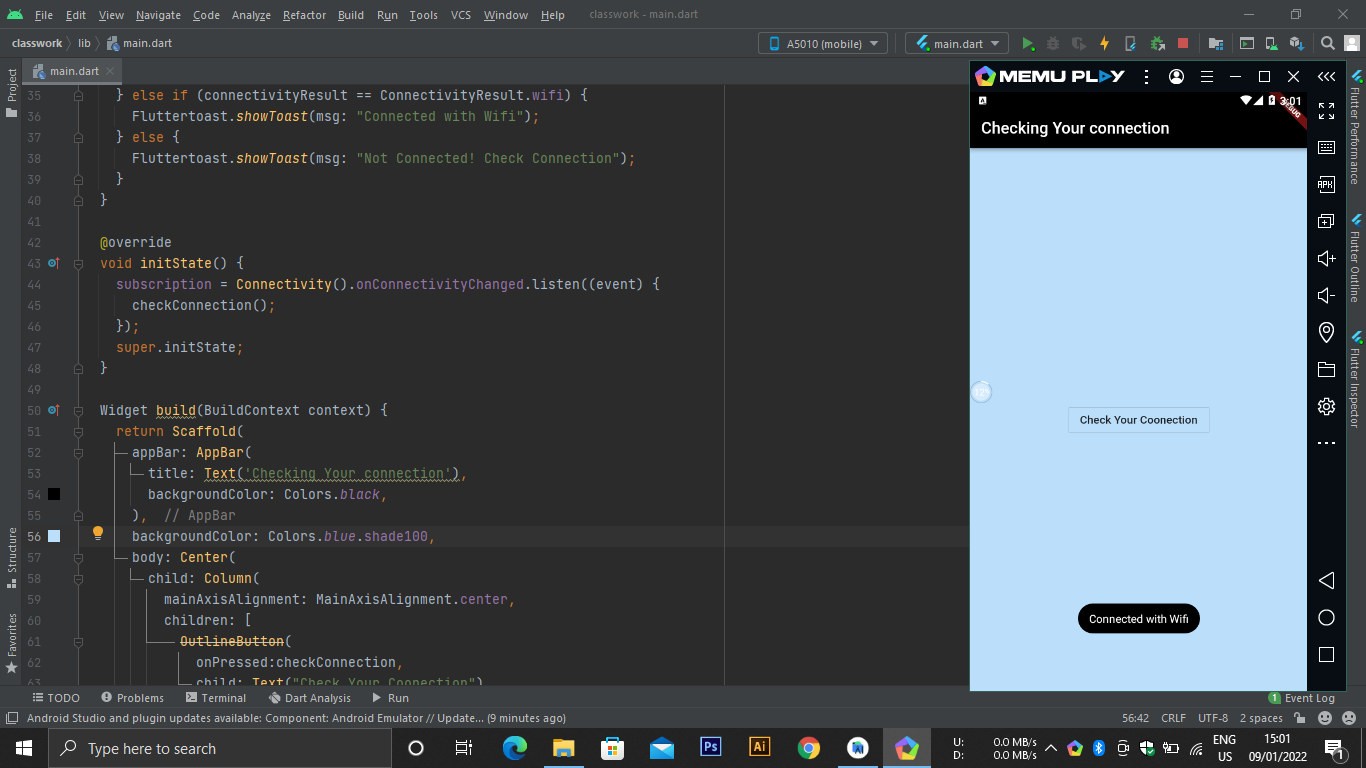 File Edit View Navigate Code Analyze Refactor Build Run Tools VCS Window Help classwork - main.dart
classwork lib main.dart A5010 (mobile) main.dart
main.dart
Project
Structure
Favorites
35 } else if (connectivityResult == ConnectivityResult.wifi) {
36 Fluttertoast.showToast(msg: "Connected with Wifi");
37 } else {
38 Fluttertoast.showToast(msg: "Not Connected! Check Connection");
39 }
40 }
41
42 @override
43 void initState() {
44 subscription = Connectivity().onConnectivityChanged.listen((event) {
45 checkConnection();
46 });
47 super.initState;
48 }
49
50 Widget build(BuildContext context) {
51 return Scaffold(
52 appBar: AppBar(
53 title: Text('Checking Your connection'),
54 backgroundColor: Colors.black,
55 ), // AppBar
56 backgroundColor: Colors.blue.shade100,
57 body: Center(
58 child: Column(
59 mainAxisAlignment: MainAxisAlignment.center,
60 children: [
61 OutlineButton(
62 onPressed:checkConnection,
63 child: Text("Check Your Coonection")
MEMU PLAY
A 3:01
DEBUG
Checking Your connection
Check Your Coonection
Connected with Wifi
APK
Flutter Performance
Flutter Outline
Flutter Inspector
TODO Problems Terminal Dart Analysis Run 1 Event Log
Android Studio and plugin updates available: Component: Android Emulator // Update... (9 minutes ago) 56:42 CRLF UTF-8 2 spaces
Type here to search Ps Ai U: 0.0 MB/s ENG 15:01
D: 0.0 MB/s US 09/01/2022 1